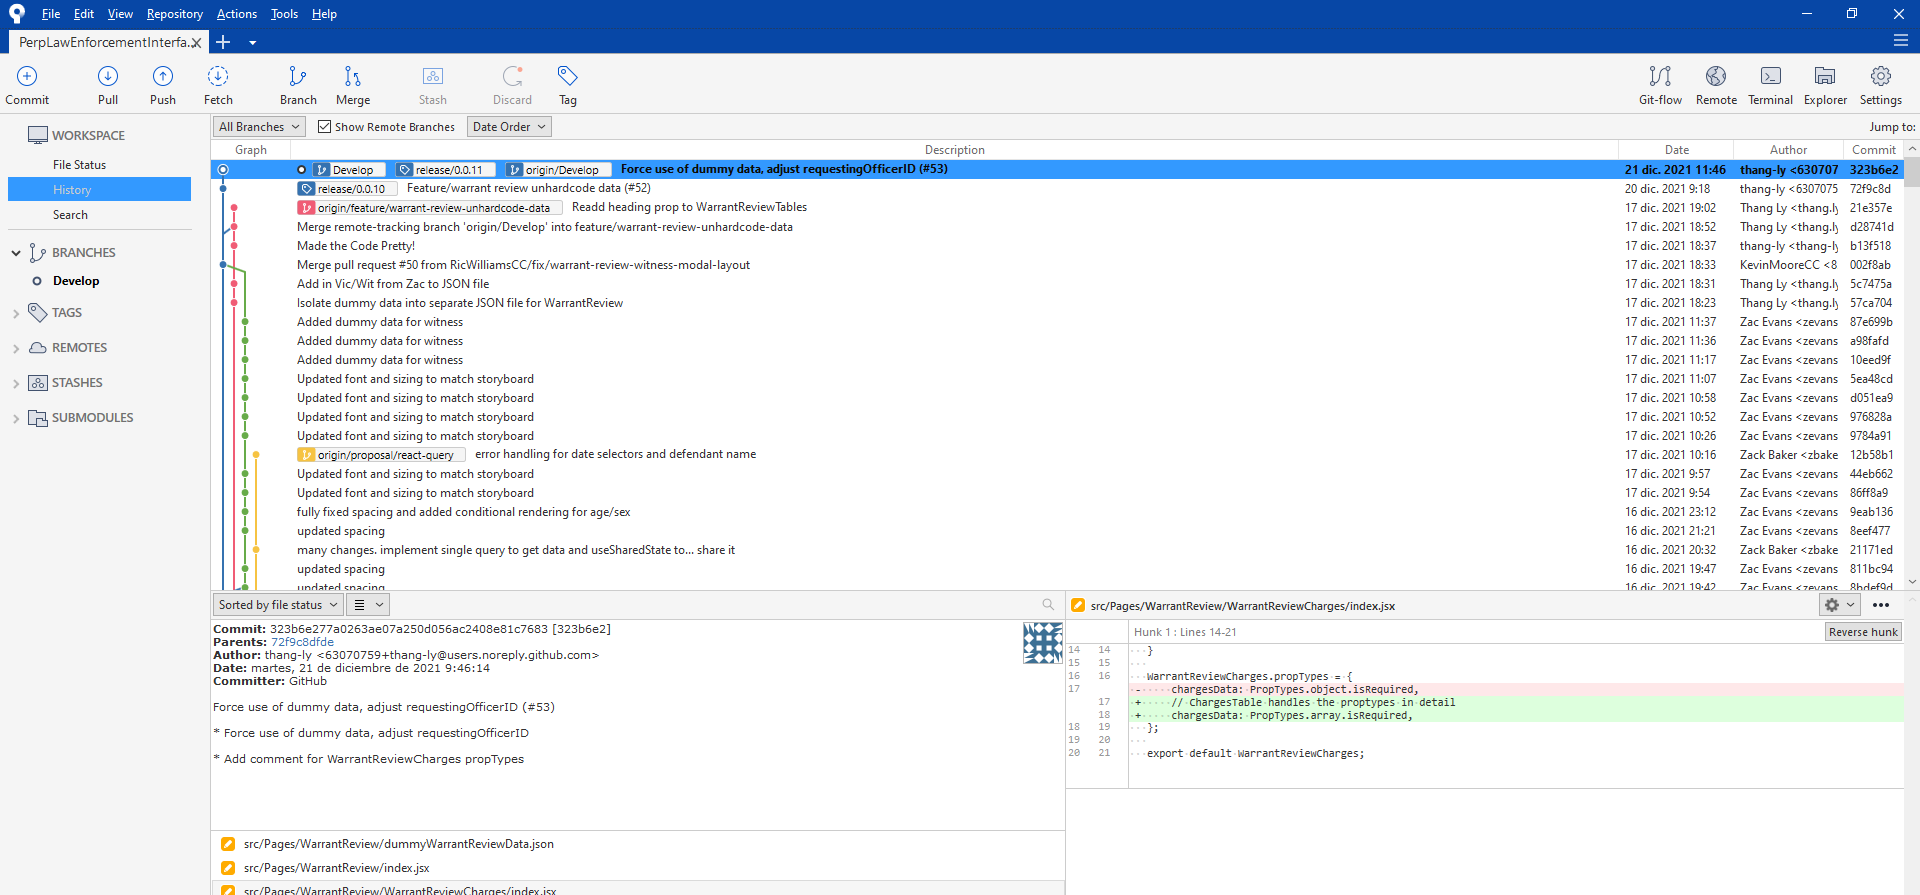 File Edit View Repository Actions Tools Help
PerpLawEnforcementInterfa...
Commit Pull Push Fetch Branch Merge Stash Discard Tag Git-flow Remote Terminal Explorer Settings
WORKSPACE
File Status
History
Search
BRANCHES
Develop
TAGS
REMOTES
STASHES
SUBMODULES
All Branches Show Remote Branches Date Order Jump to:
Graph Description Date Author Commit
Develop release/0.0.11 origin/Develop Force use of dummy data, adjust requestingOfficerID (#53) 21 dic. 2021 11:46 thang-ly <630707 323b6e2
release/0.0.10 Feature/warrant review unhardcode data (#52) 20 dic. 2021 9:18 thang-ly <6307075 72f9c8d
origin/feature/warrant-review-unhardcode-data Readd heading prop to WarrantReviewTables 17 dic. 2021 19:02 Thang Ly <thang.ly 21e357e
Merge remote-tracking branch 'origin/Develop' into feature/warrant-review-unhardcode-data 17 dic. 2021 18:52 Thang Ly <thang.ly d28741d
Made the Code Pretty! 17 dic. 2021 18:37 thang-ly <thang-ly b13f518
Merge pull request #50 from RicWilliamsCC/fix/warrant-review-witness-modal-layout 17 dic. 2021 18:33 KevinMooreCC <8 002f8ab
Add in Vic/Wit from Zac to JSON file 17 dic. 2021 18:31 Thang Ly <thang.ly 5c7475a
Isolate dummy data into separate JSON file for WarrantReview 17 dic. 2021 18:23 Thang Ly <thang.ly 57ca704
Added dummy data for witness 17 dic. 2021 11:37 Zac Evans <zevans 87e699b
Added dummy data for witness 17 dic. 2021 11:36 Zac Evans <zevans a98fafd
Added dummy data for witness 17 dic. 2021 11:17 Zac Evans <zevans 10eed9f
Updated font and sizing to match storyboard 17 dic. 2021 11:07 Zac Evans <zevans 5ea48cd
Updated font and sizing to match storyboard 17 dic. 2021 10:58 Zac Evans <zevans d051ea9
Updated font and sizing to match storyboard 17 dic. 2021 10:52 Zac Evans <zevans 976828a
Updated font and sizing to match storyboard 17 dic. 2021 10:26 Zac Evans <zevans 9784a91
origin/proposal/react-query error handling for date selectors and defendant name 17 dic. 2021 10:16 Zack Baker <zbake 12b58b1
Updated font and sizing to match storyboard 17 dic. 2021 9:57 Zac Evans <zevans 44eb662
Updated font and sizing to match storyboard 17 dic. 2021 9:54 Zac Evans <zevans 86ff8a9
fully fixed spacing and added conditional rendering for age/sex 16 dic. 2021 23:12 Zac Evans <zevans 9eab136
updated spacing 16 dic. 2021 21:21 Zac Evans <zevans 8eef477
many changes. implement single query to get data and useSharedState to... share it 16 dic. 2021 20:32 Zack Baker <zbake 21171ed
updated spacing 16 dic. 2021 19:47 Zac Evans <zevans 811bc94
updated spacing 16 dic. 2021 19:42 Zac Evans <zevans 8bdef9d
Sorted by file status
Commit: 323b6e277a0263ae07a250d056ac2408e81c7683 [323b6e2]
Parents: 72f9c8dfde
Author: thang-ly <63070759+thang-ly@users.noreply.github.com>
Date: martes, 21 de diciembre de 2021 9:46:14
Committer: GitHub
Force use of dummy data, adjust requestingOfficerID (#53)
* Force use of dummy data, adjust requestingOfficerID
* Add comment for WarrantReviewCharges propTypes
src/Pages/WarrantReview/dummyWarrantReviewData.json
src/Pages/WarrantReview/index.jsx
src/Pages/WarrantReview/WarrantReviewCharges/index.jsx
src/Pages/WarrantReview/WarrantReviewCharges/index.jsx
Hunk 1 : Lines 14-21 Reverse hunk
14 14 }
15 15
16 16 WarrantReviewCharges.propTypes = {
17 - chargesData: PropTypes.object.isRequired,
17 + // ChargesTable handles the proptypes in detail
18 + chargesData: PropTypes.array.isRequired,
18 19 };
19 20
20 21 export default WarrantReviewCharges;